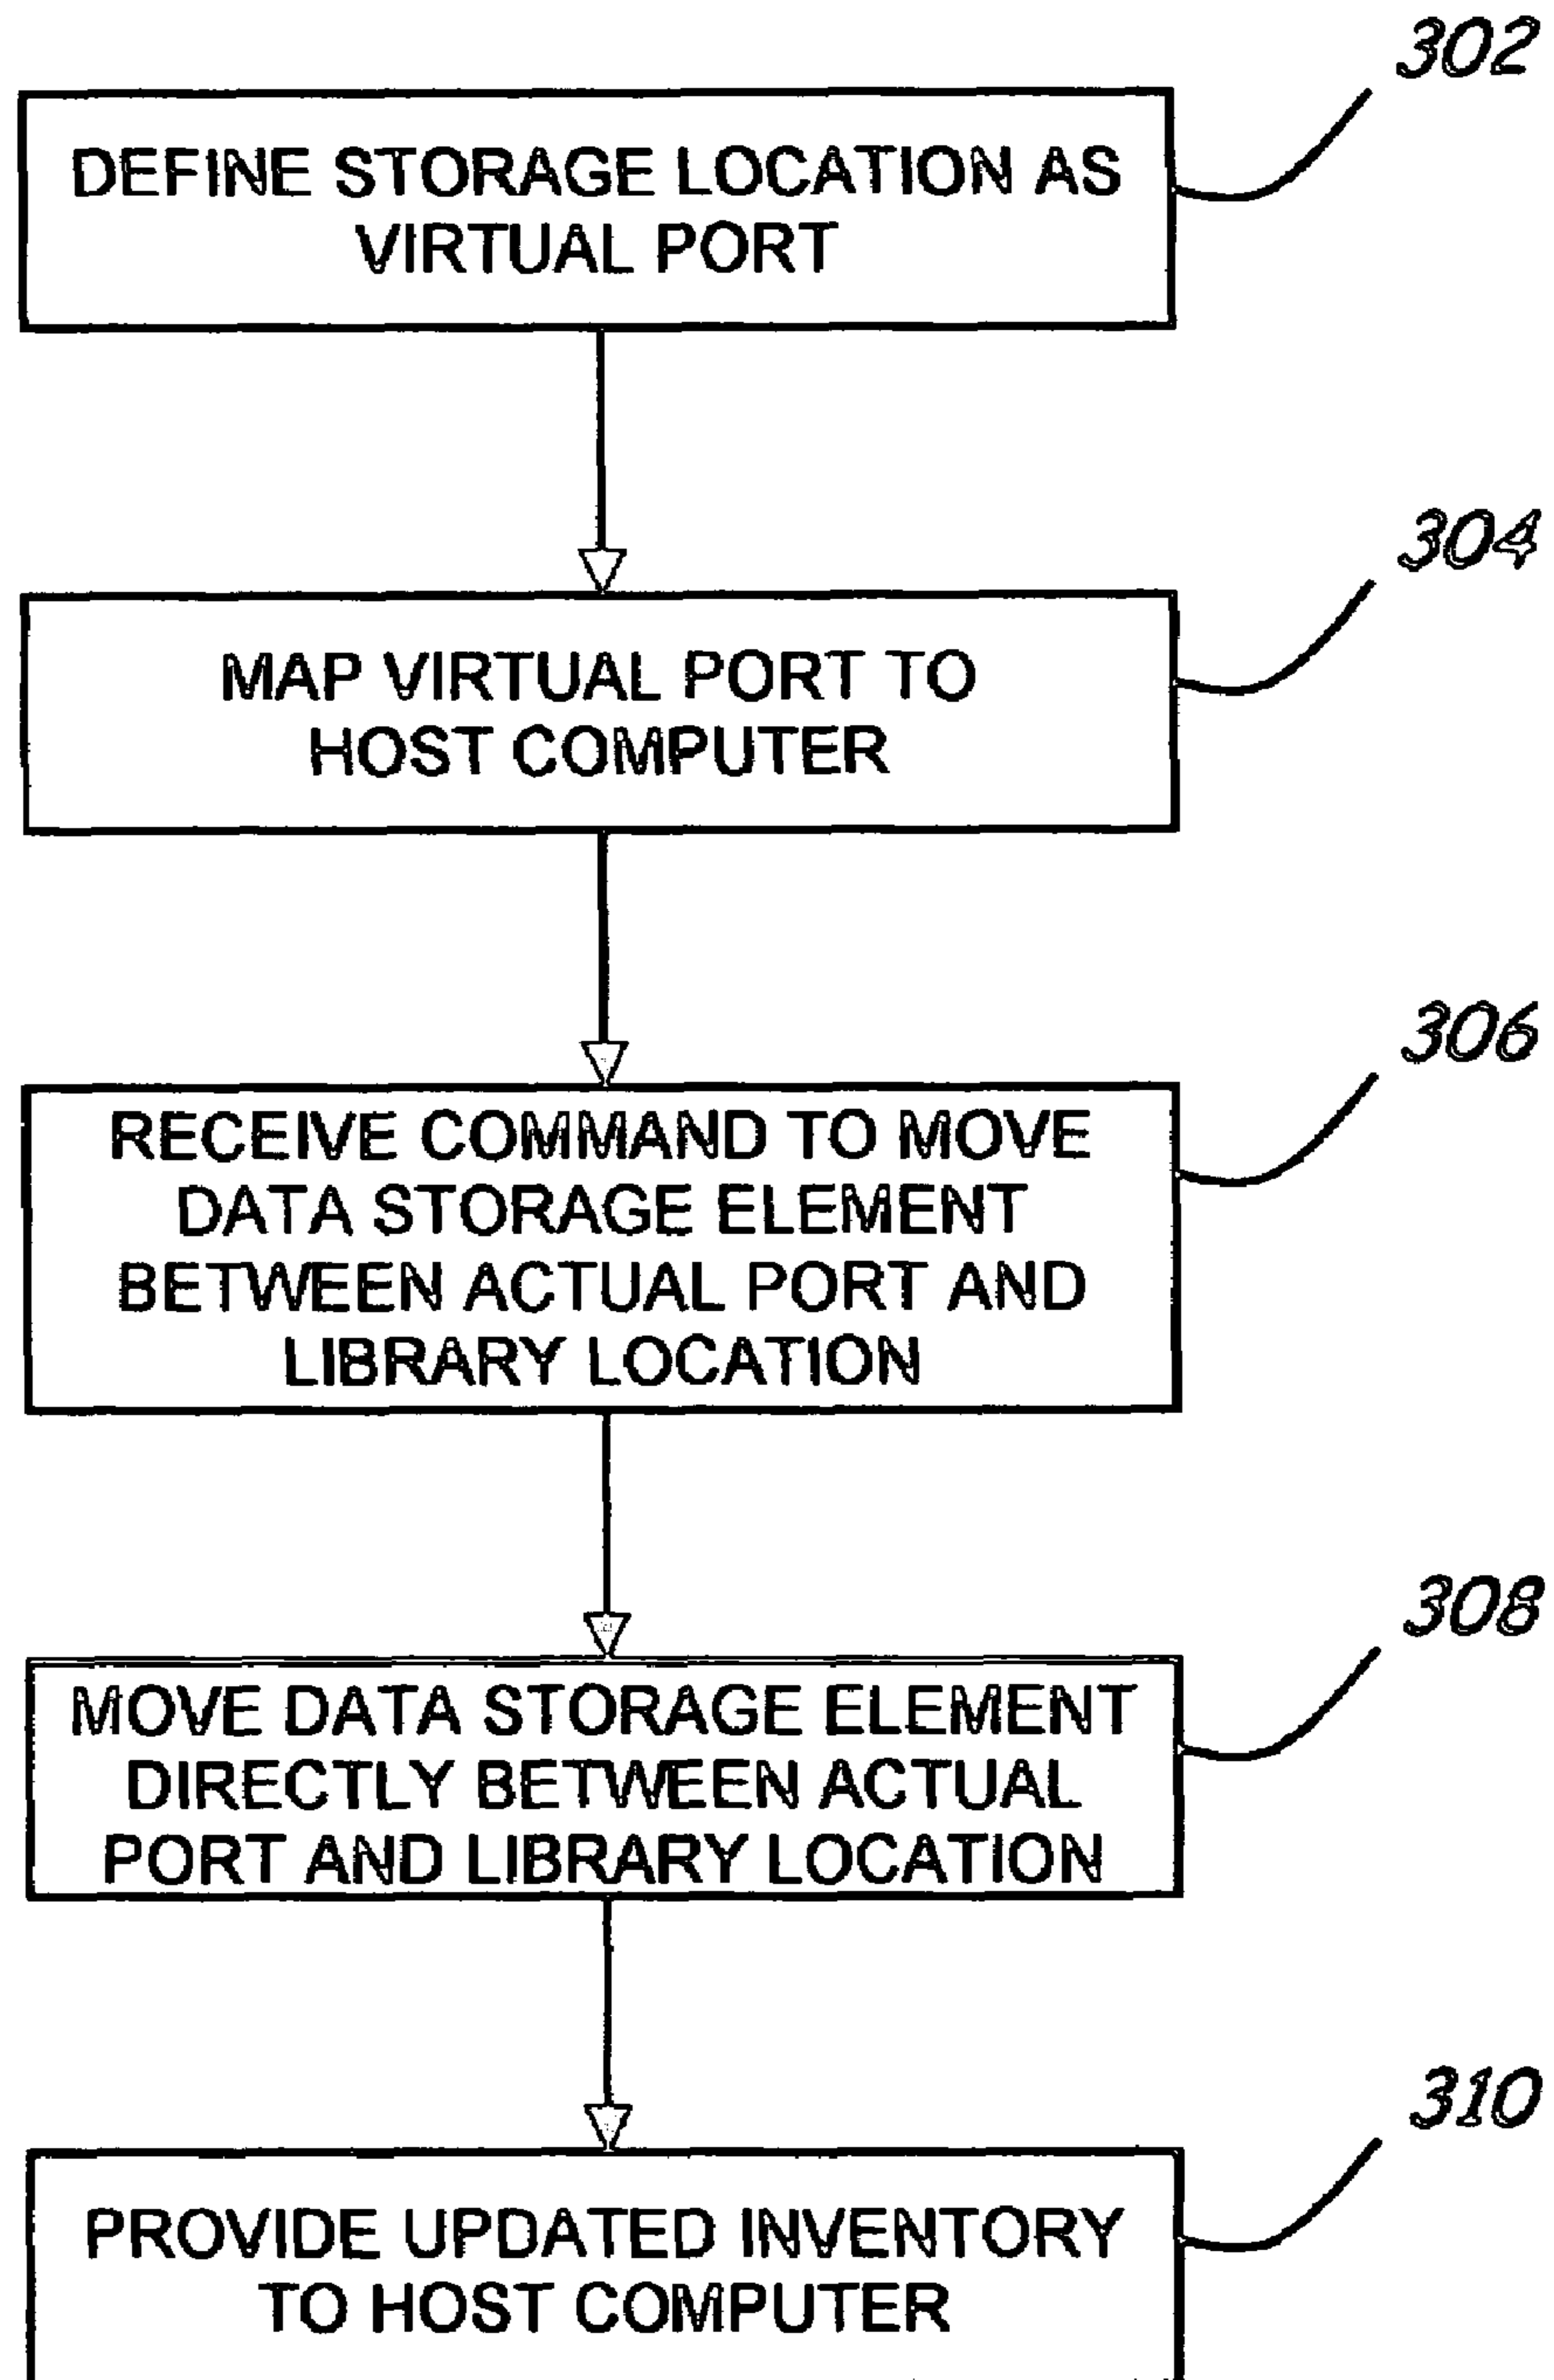 302
DEFINE STORAGE LOCATION AS
VIRTUAL PORT
304
MAP VIRTUAL PORT TO
HOST COMPUTER
306
RECEIVE COMMAND TO MOVE
DATA STORAGE ELEMENT
BETWEEN ACTUAL PORT AND
LIBRARY LOCATION
308
MOVE DATA STORAGE ELEMENT
DIRECTLY BETWEEN ACTUAL
PORT AND LIBRARY LOCATION
310
PROVIDE UPDATED INVENTORY
TO HOST COMPUTER